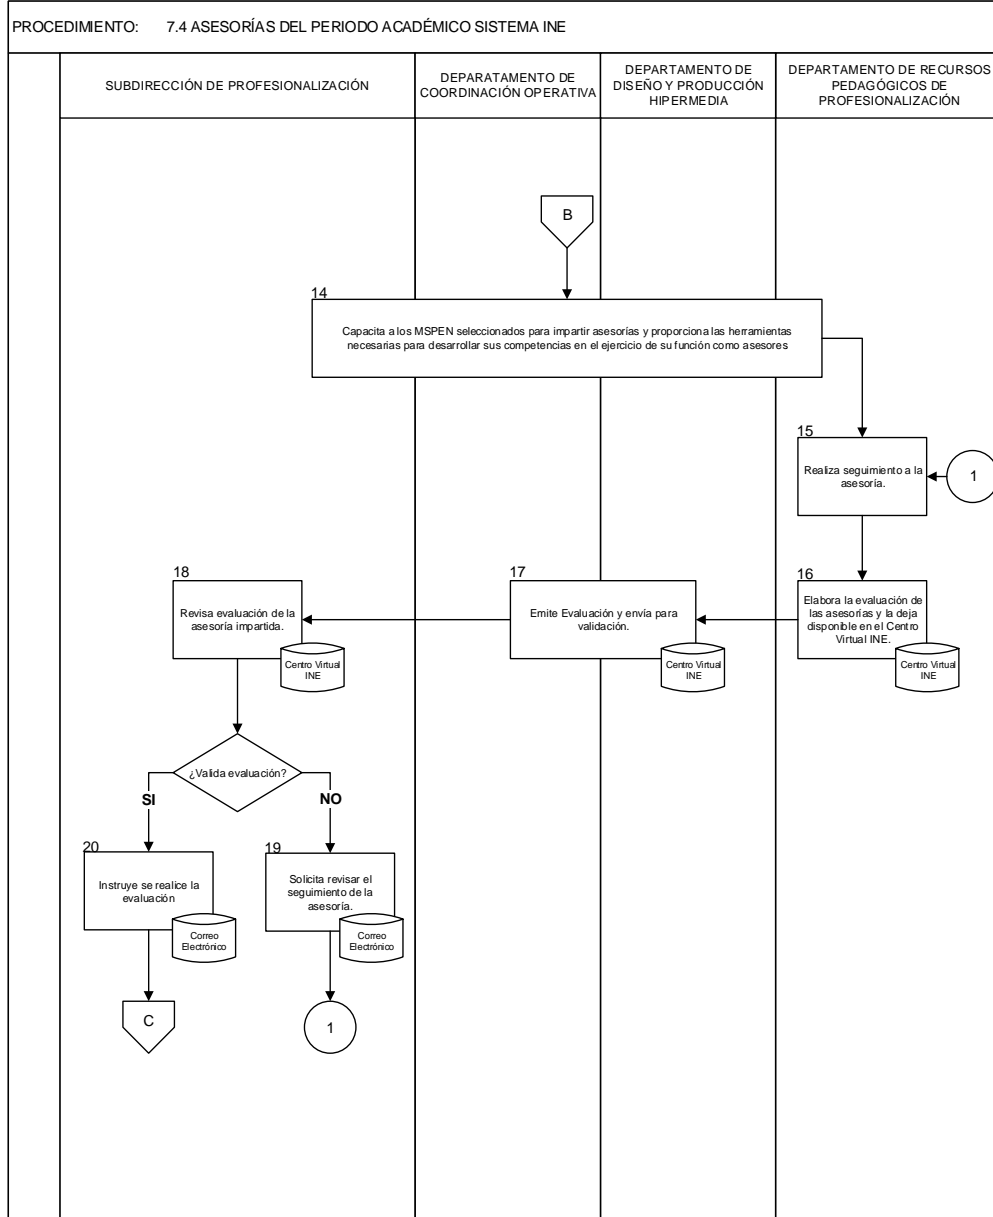 PROCEDIMIENTO: 7.4 ASESORÍAS DEL PERIODO ACADÉMICO SISTEMA INE
SUBDIRECCIÓN DE PROFESIONALIZACIÓN
DEPARATAMENTO DE
COORDINACIÓN OPERATIVA
DEPARTAMENTO DE
DISEÑO Y PRODUCCIÓN
HIPERMEDIA
DEPARTAMENTO DE RECURSOS
PEDAGÓGICOS DE
PROFESIONALIZACIÓN
B
14
Capacita a los MSPEN seleccionados para impartir asesorías y proporciona las herramientas
necesarias para desarrollar sus competencias en el ejercicio de su función como asesores
15
Realiza seguimiento a la
asesoría.
1
16
Elabora la evaluación de
las asesorías y la deja
disponible en el Centro
Virtual INE.
Centro Virtual
INE
17
Emite Evaluación y envía para
validación.
Centro Virtual
INE
18
Revisa evaluación de la
asesoría impartida.
Centro Virtual
INE
¿Valida evaluación?
SI
NO
20
Instruye se realice la
evaluación
Correo
Electrónico
19
Solicita revisar el
seguimiento de la
asesoría.
Correo
Electrónico
C
1